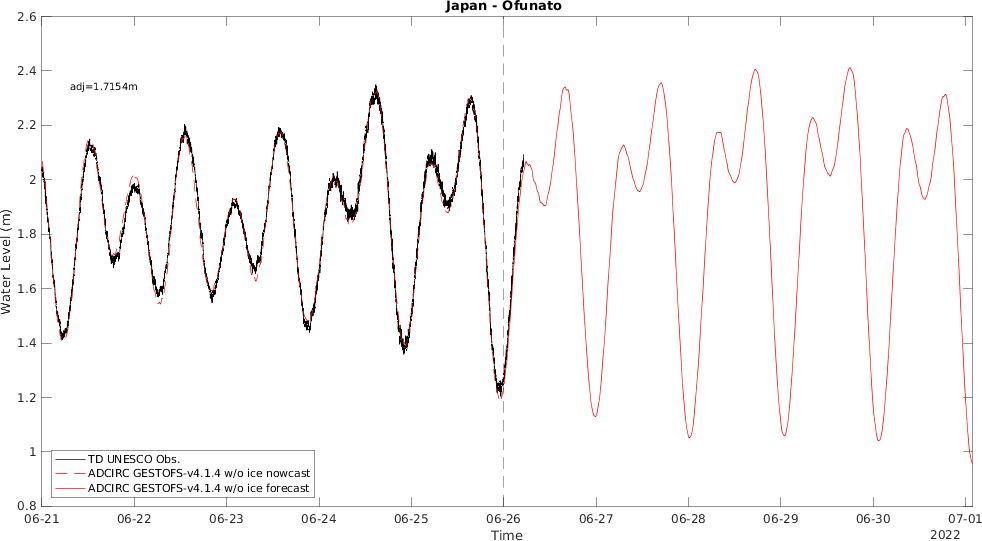 Japan - Ofunato
2.6
2.4
2.2
2
1.8
1.6
1.4
1.2
1
0.8
Water Level (m)
adj=1.7154m
TD UNESCO Obs.
ADCIRC GESTOFS-v4.1.4 w/o ice nowcast
ADCIRC GESTOFS-v4.1.4 w/o ice forecast
06-21 06-22 06-23 06-24 06-25 06-26 06-27 06-28 06-29 06-30 07-01
Time
2022